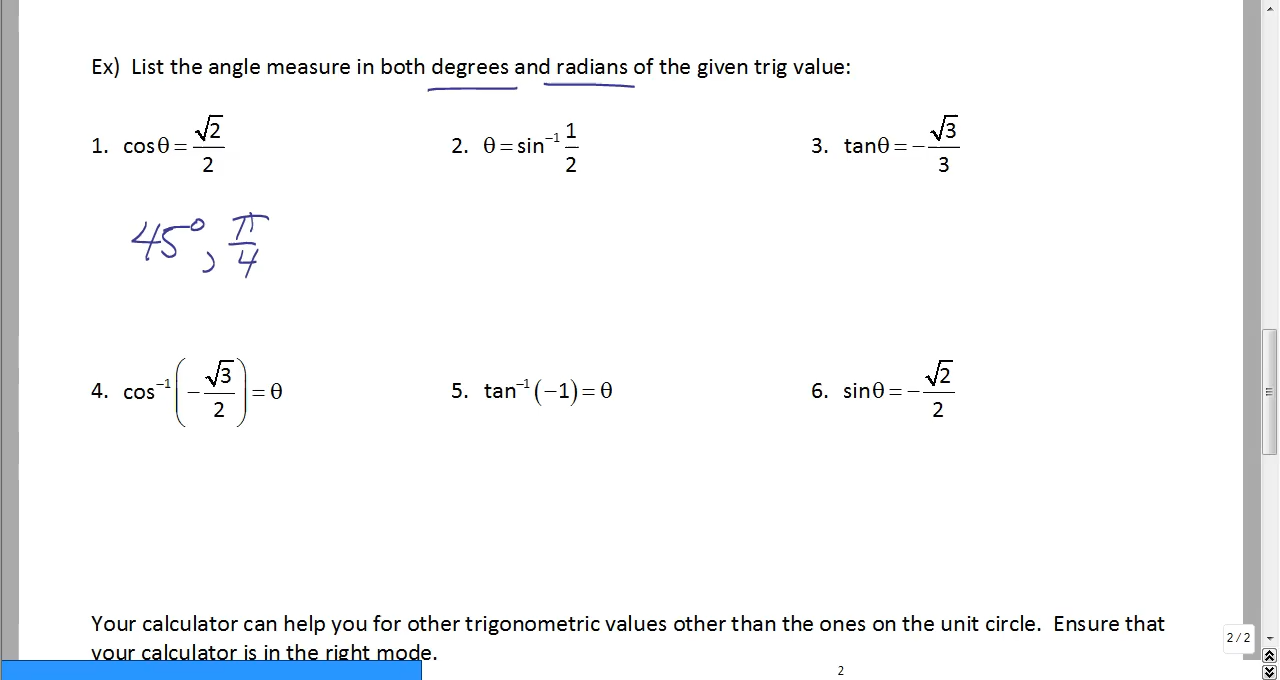 Ex) List the angle measure in both degrees and radians of the given trig value:
1. cosθ = √2/2 2. θ = sin⁻¹ 1/2 3. tanθ = −√3/3
45°, π/4
4. cos⁻¹(−√3/2) = θ 5. tan⁻¹(−1) = θ 6. sinθ = −√2/2
Your calculator can help you for other trigonometric values other than the ones on the unit circle. Ensure that
your calculator is in the right mode.
2/2
2